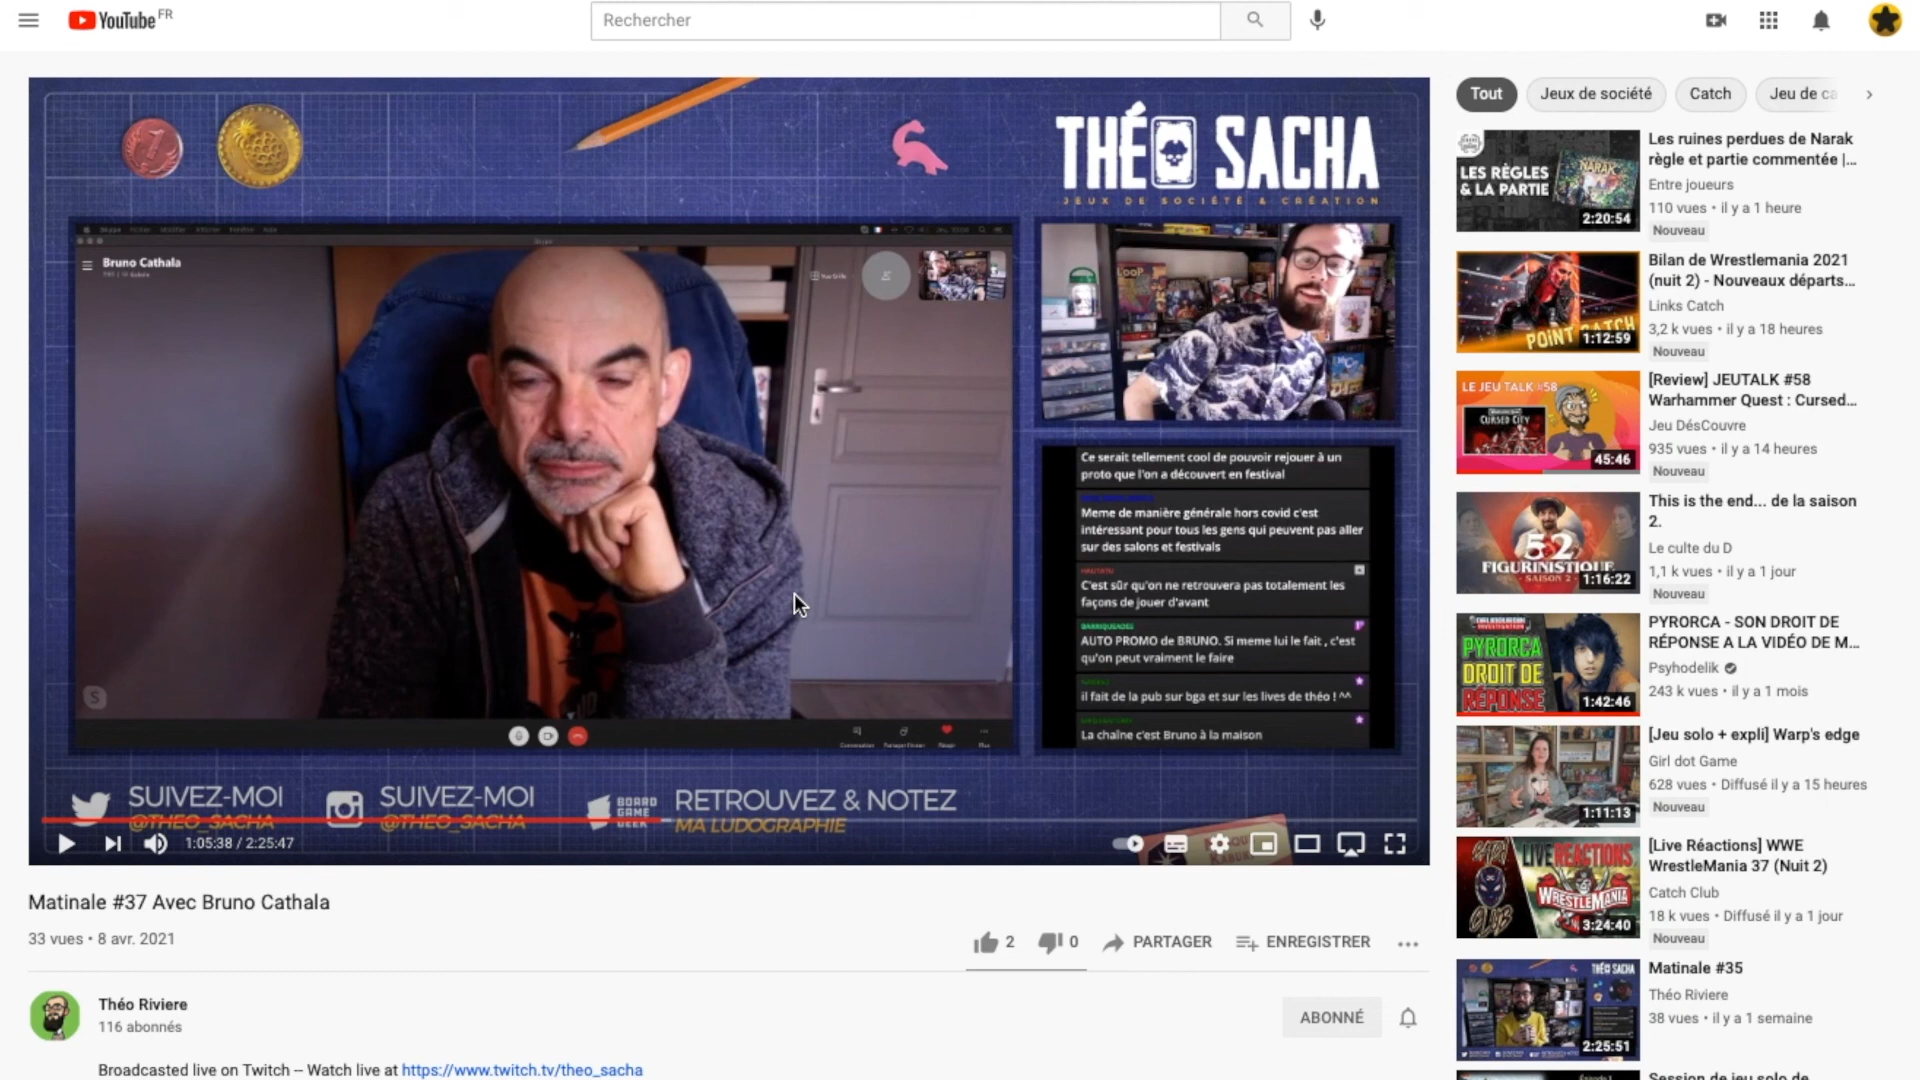 YouTube FR
Rechercher
THÉO SACHA
JEUX DE SOCIÉTÉ & CRÉATION
Bruno Cathala
Ce serait tellement cool de pouvoir rejouer à un
proto que l'on a découvert en festival
Meme de manière générale hors covid c'est
intéressant pour tous les gens qui peuvent pas aller
sur des salons et festivals
C'est sûr qu'on ne retrouvera pas totalement les
façons de jouer d'avant
AUTO PROMO de BRUNO. Si meme lui le fait , c'est
qu'on peut vraiment le faire
il fait de la pub sur bga et sur les lives de théo ! ^^
La chaîne c'est Bruno à la maison
SUIVEZ-MOI
@THEO_SACHA
SUIVEZ-MOI
@THEO_SACHA
BOARD
GAME
GEEK
RETROUVEZ & NOTEZ
MA LUDOGRAPHIE
1:05:38 / 2:25:47
Matinale #37 Avec Bruno Cathala
33 vues • 8 avr. 2021
2
0
PARTAGER
ENREGISTRER
Théo Riviere
116 abonnés
ABONNÉ
Broadcasted live on Twitch -- Watch live at https://www.twitch.tv/theo_sacha
Tout
Jeux de société
Catch
Jeu de ca
LES RÈGLES
& LA PARTIE
NARAK
2:20:54
Les ruines perdues de Narak
règle et partie commentée |...
Entre joueurs
110 vues • il y a 1 heure
Nouveau
POINT CATCH
1:12:59
Bilan de Wrestlemania 2021
(nuit 2) - Nouveaux départs...
Links Catch
3,2 k vues • il y a 18 heures
Nouveau
LE JEU TALK #58
CURSED CITY
45:46
[Review] JEUTALK #58
Warhammer Quest : Cursed...
Jeu DésCouvre
935 vues • il y a 14 heures
Nouveau
52
FIGURINISTIQUE
- SAISON 2 -
1:16:22
This is the end... de la saison
2.
Le culte du D
1,1 k vues • il y a 1 jour
Nouveau
PYRORCA
DROIT DE
RÉPONSE
1:42:46
PYRORCA - SON DROIT DE
RÉPONSE A LA VIDÉO DE M...
Psyhodelik
243 k vues • il y a 1 mois
1:11:13
[Jeu solo + expli] Warp's edge
Girl dot Game
628 vues • Diffusé il y a 15 heures
Nouveau
CATCH
CLUB
LIVE REACTIONS
WRESTLEMANIA
3:24:40
[Live Réactions] WWE
WrestleMania 37 (Nuit 2)
Catch Club
18 k vues • Diffusé il y a 1 jour
Nouveau
THÉO SACHA
2:25:51
Matinale #35
Théo Riviere
38 vues • il y a 1 semaine
Session de jeu solo de